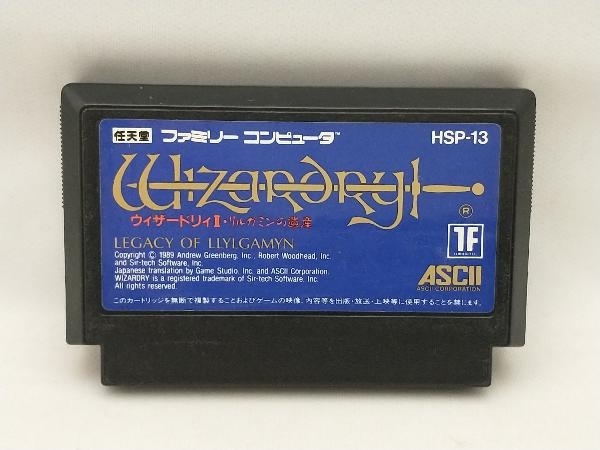 任天堂 ファミリー コンピュータ™ HSP-13
Wizardry ®
ウィザードリィII・リルガミンの遺産
LEGACY OF LLYLGAMYN
Copyright © 1989 Andrew Greenberg, Inc., Robert Woodhead, Inc.
and Sir-tech Software, Inc.
Japanese translation by Game Studio, Inc. and ASCII Corporation.
WIZARDRY is a registered trademark of Sir-tech Software, Inc.
All rights reserved.
1F
ASCII
ASCII CORPORATION
このカートリッジを無断で複製することおよびゲームの映像、内容等を出版・放送・上映等に使用することを禁じます。